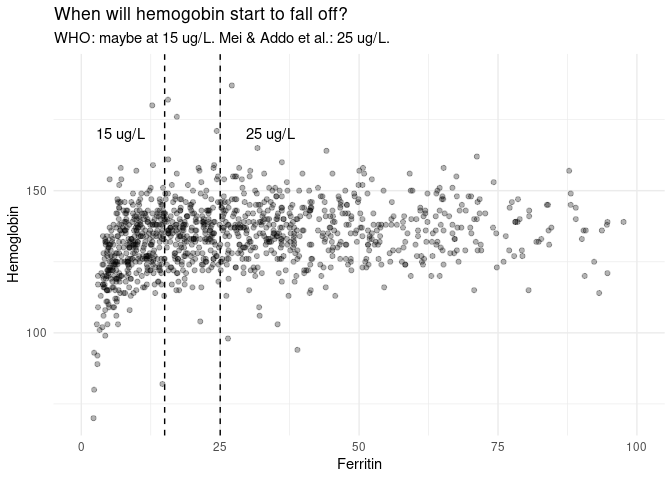 When will hemogobin start to fall off?
WHO: maybe at 15 ug/L. Mei & Addo et al.: 25 ug/L.
15 ug/L
25 ug/L
150
100
Hemoglobin
0
25
50
75
100
Ferritin